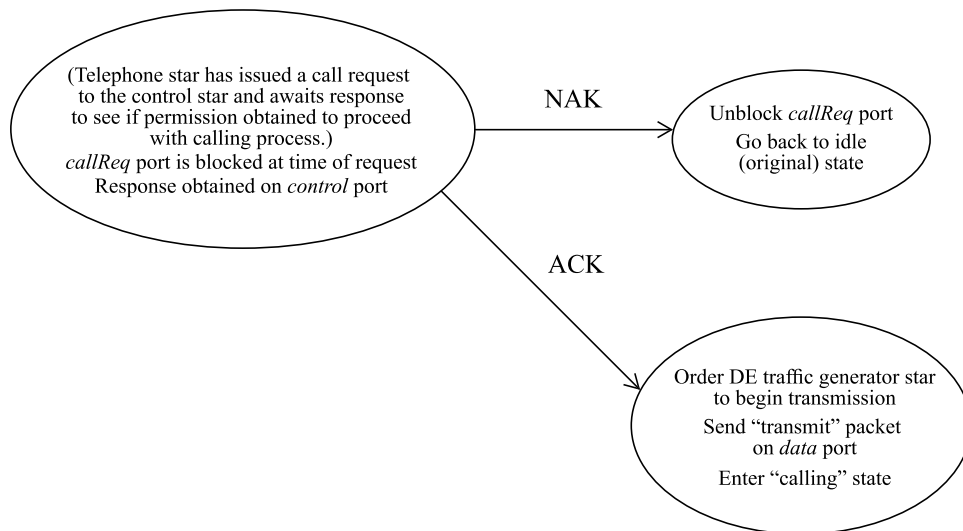 (Telephone star has issued a call request
to the control star and awaits response
to see if permission obtained to proceed
with calling process.)
callReq port is blocked at time of request
Response obtained on control port
NAK
Unblock callReq port
Go back to idle
(original) state
ACK
Order DE traffic generator star
to begin transmission
Send “transmit” packet
on data port
Enter “calling” state